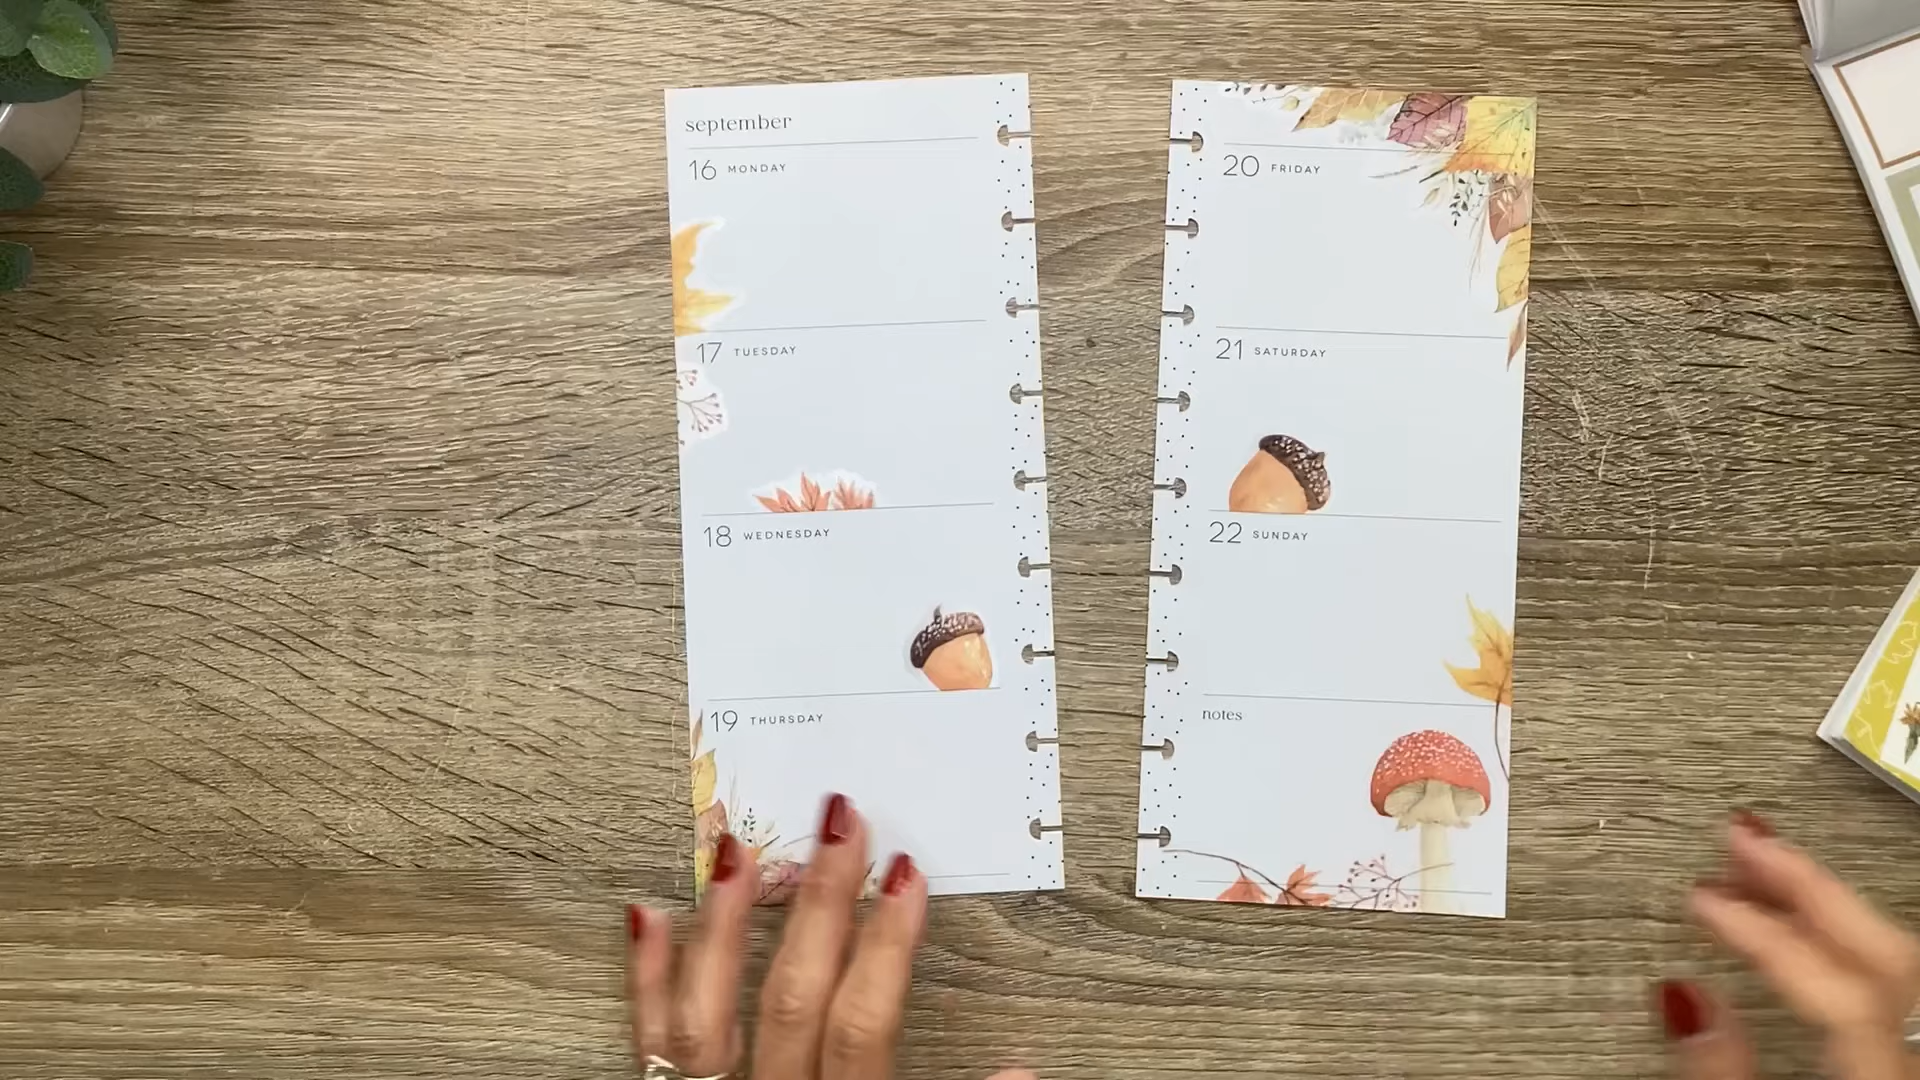 september
16 MONDAY
17 TUESDAY
18 WEDNESDAY
19 THURSDAY
20 FRIDAY
21 SATURDAY
22 SUNDAY
notes